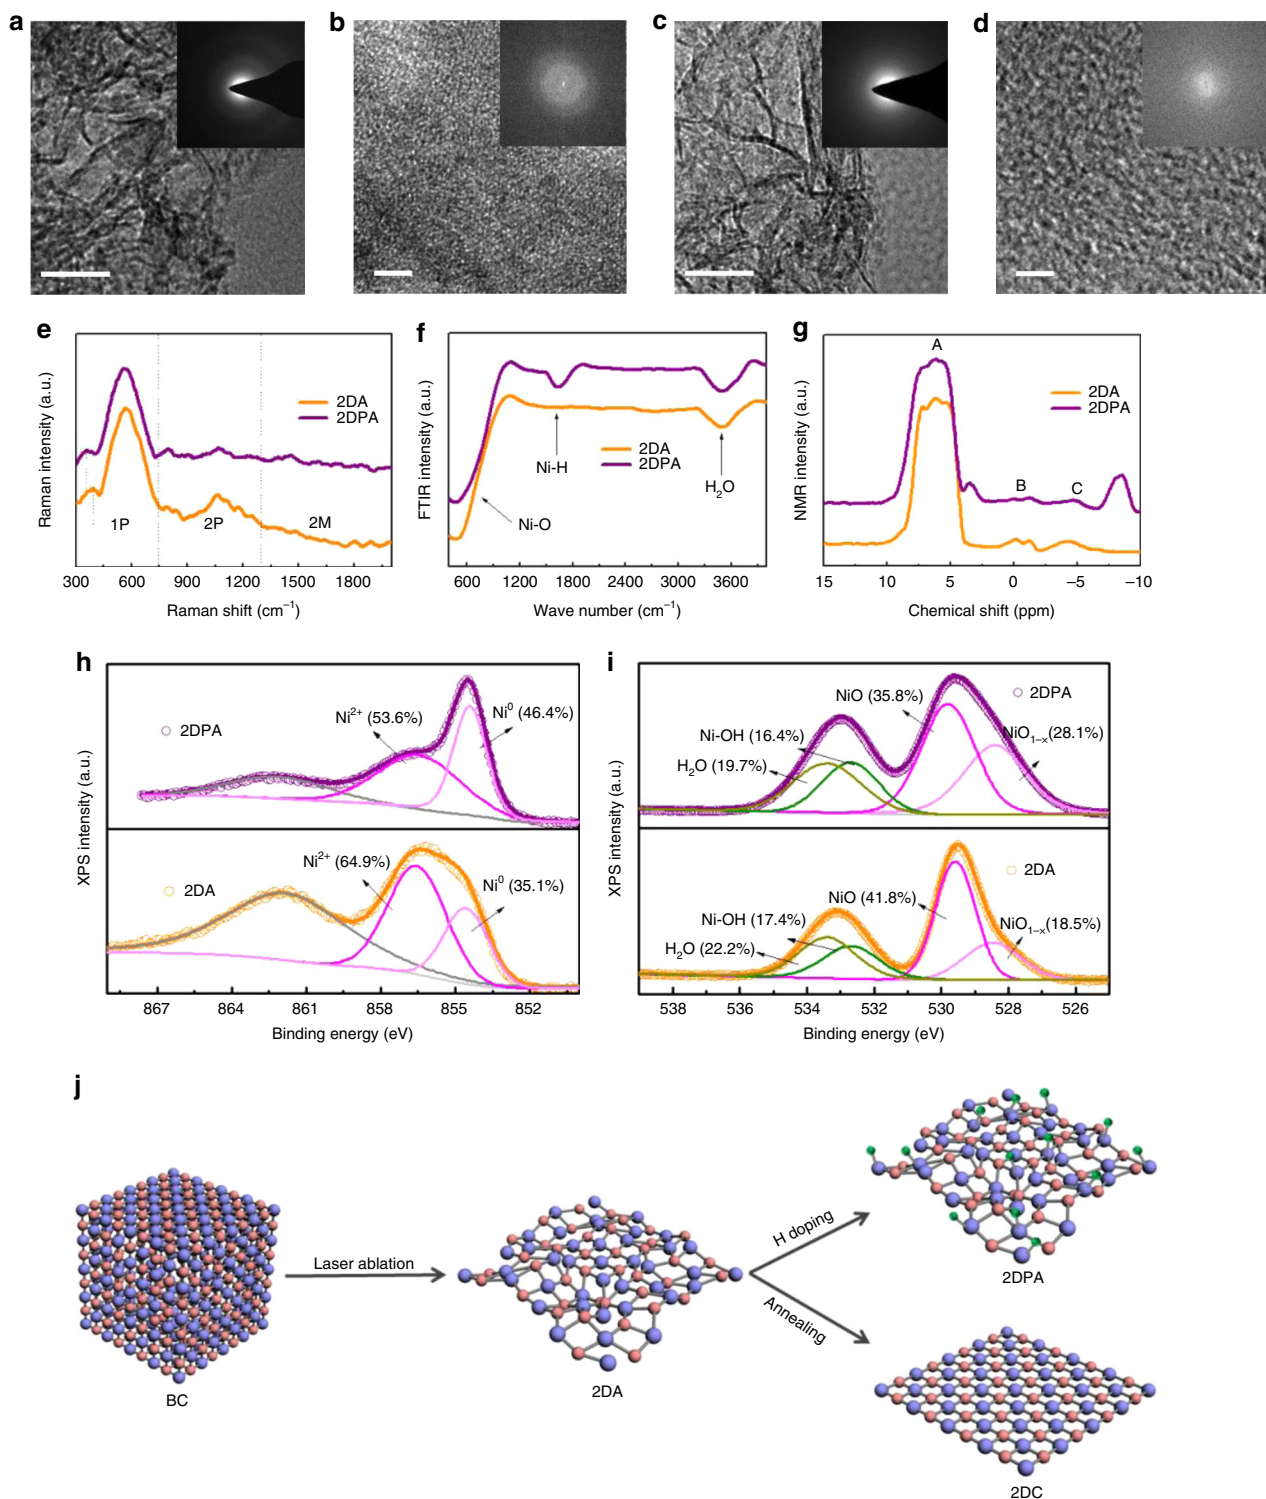 a
b
c
d
e
Raman intensity (a.u.)
2DA
2DPA
1P
2P
2M
300 600 900 1200 1500 1800
Raman shift (cm⁻¹)
f
FTIR intensity (a.u.)
2DA
2DPA
Ni-H
H₂O
Ni-O
600 1200 1800 2400 3000 3600
Wave number (cm⁻¹)
g
NMR intensity (a.u.)
A
2DA
2DPA
B
C
15 10 5 0 –5 –10
Chemical shift (ppm)
h
XPS intensity (a.u.)
2DPA
Ni²⁺ (53.6%)
Ni⁰ (46.4%)
2DA
Ni²⁺ (64.9%)
Ni⁰ (35.1%)
867 864 861 858 855 852
Binding energy (eV)
i
XPS intensity (a.u.)
NiO (35.8%)
2DPA
Ni-OH (16.4%)
NiO₁₋ₓ(28.1%)
H₂O (19.7%)
2DA
NiO (41.8%)
Ni-OH (17.4%)
NiO₁₋ₓ(18.5%)
H₂O (22.2%)
538 536 534 532 530 528 526
Binding energy (eV)
j
BC
Laser ablation
2DA
H doping
Annealing
2DPA
2DC